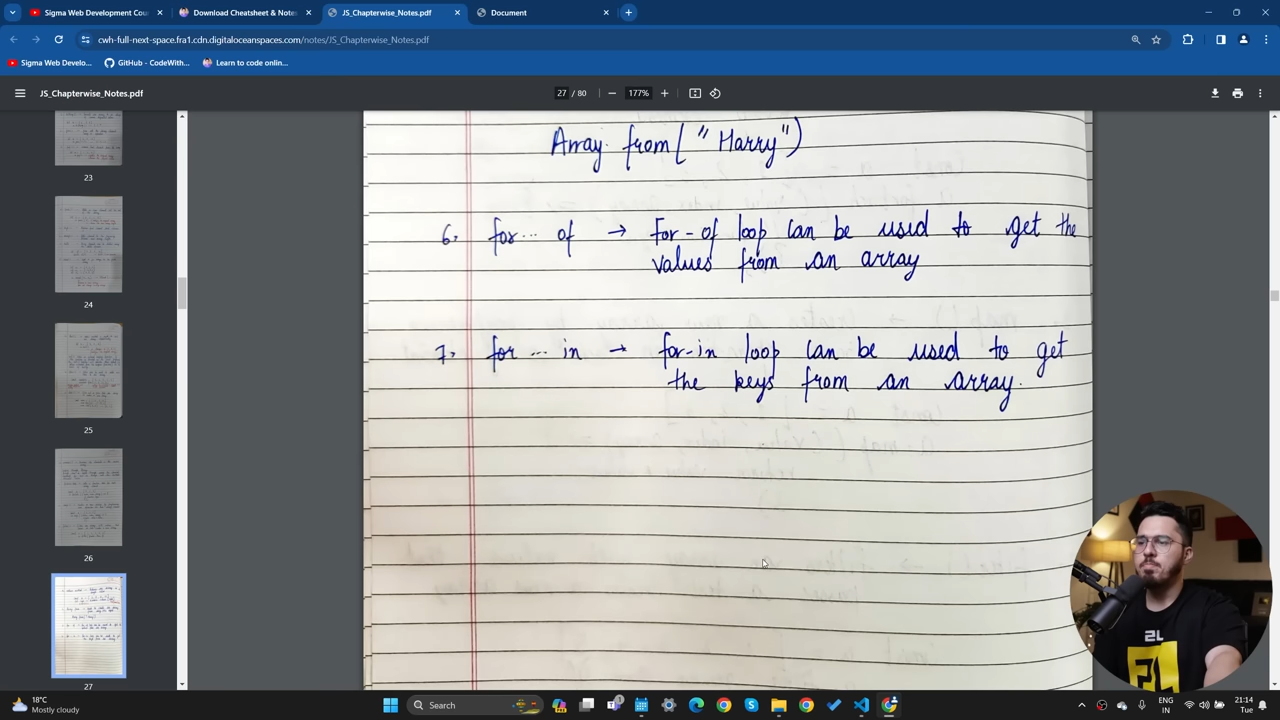 Sigma Web Development Cou
Download Cheatsheet & Note
JS_Chapterwise_Notes.pdf
Document
cwh-full-next-space.fra1.cdn.digitaloceanspaces.com/notes/JS_Chapterwise_Notes.pdf
Sigma Web Develo...
GitHub - CodeWith...
Learn to code onlin...
JS_Chapterwise_Notes.pdf
27 / 80
177%
23
24
25
26
27
Array. from ("Harry")
6. for... of → For-of loop can be used to get the
values from an array
7. for ... in → for-in loop can be used to get
the keys from an array.
18°C
Mostly cloudy
Search
ENG
IN
21:14
Tue